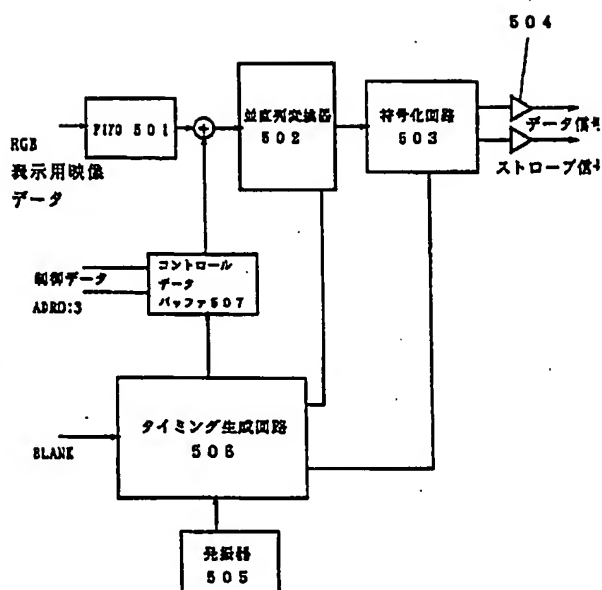 504
FIFO 501
並直列変換器
502
符号化回路
503
データ信号
ストローブ信号
RGB
表示用映像
データ
制御データ
ADR0:3
コントロール
データ
バッファ507
BLANK
タイミング生成回路
506
発振器
505